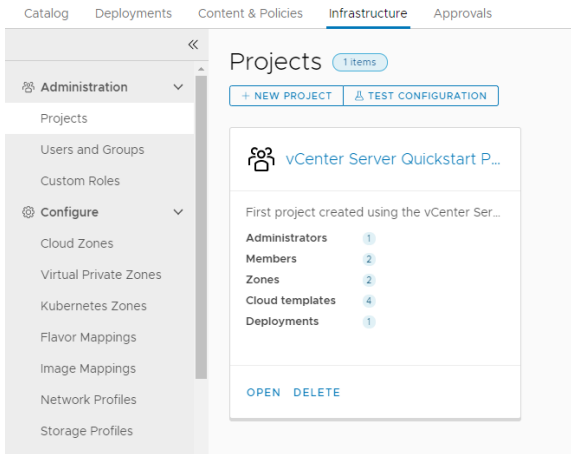 Catalog Deployments Content & Policies Infrastructure Approvals
«
Administration
Projects
Users and Groups
Custom Roles
Configure
Cloud Zones
Virtual Private Zones
Kubernetes Zones
Flavor Mappings
Image Mappings
Network Profiles
Storage Profiles
Projects 1 items
+ NEW PROJECT TEST CONFIGURATION
vCenter Server Quickstart P...
First project created using the vCenter Ser...
Administrators 1
Members 2
Zones 2
Cloud templates 4
Deployments 1
OPEN DELETE